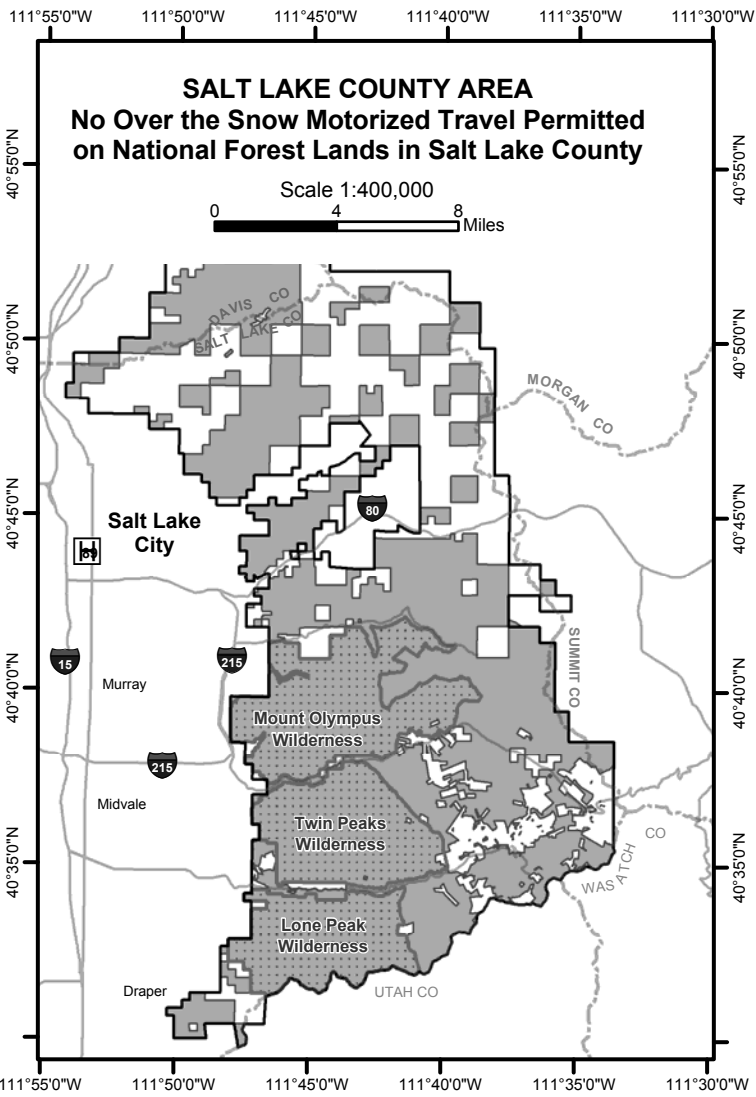 111°55'0"W 111°50'0"W 111°45'0"W 111°40'0"W 111°35'0"W 111°30'0"W
SALT LAKE COUNTY AREA
No Over the Snow Motorized Travel Permitted
on National Forest Lands in Salt Lake County
Scale 1:400,000
0 4 8
Miles
40°55'0"N
40°55'0"N
DAVIS CO
SALT LAKE CO
40°50'0"N
40°50'0"N
MORGAN CO
80
40°45'0"N
40°45'0"N
Salt Lake
City
89
15
215
SUMMIT CO
40°40'0"N
40°40'0"N
Murray
Mount Olympus
Wilderness
215
Midvale
Twin Peaks
Wilderness
WASATCH CO
40°35'0"N
40°35'0"N
Lone Peak
Wilderness
Draper
UTAH CO
111°55'0"W 111°50'0"W 111°45'0"W 111°40'0"W 111°35'0"W 111°30'0"W